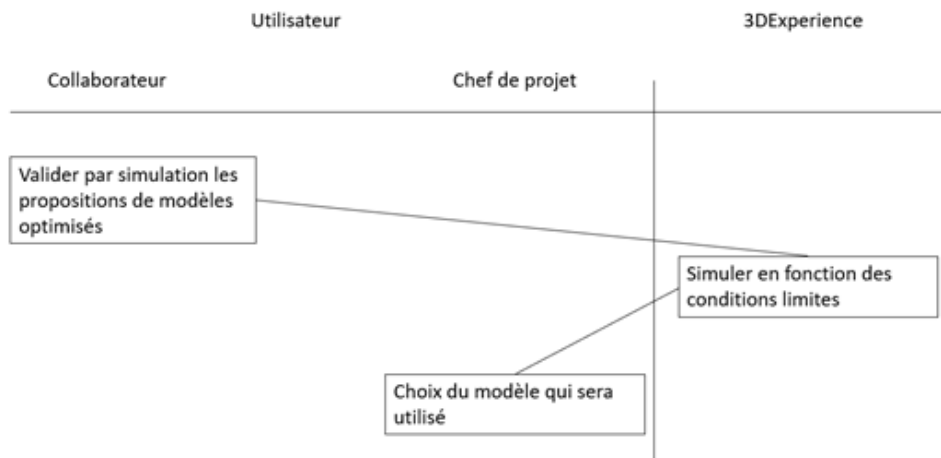 Utilisateur
3DExperience
Collaborateur
Chef de projet
Valider par simulation les
propositions de modèles
optimisés
Simuler en fonction des
conditions limites
Choix du modèle qui sera
utilisé